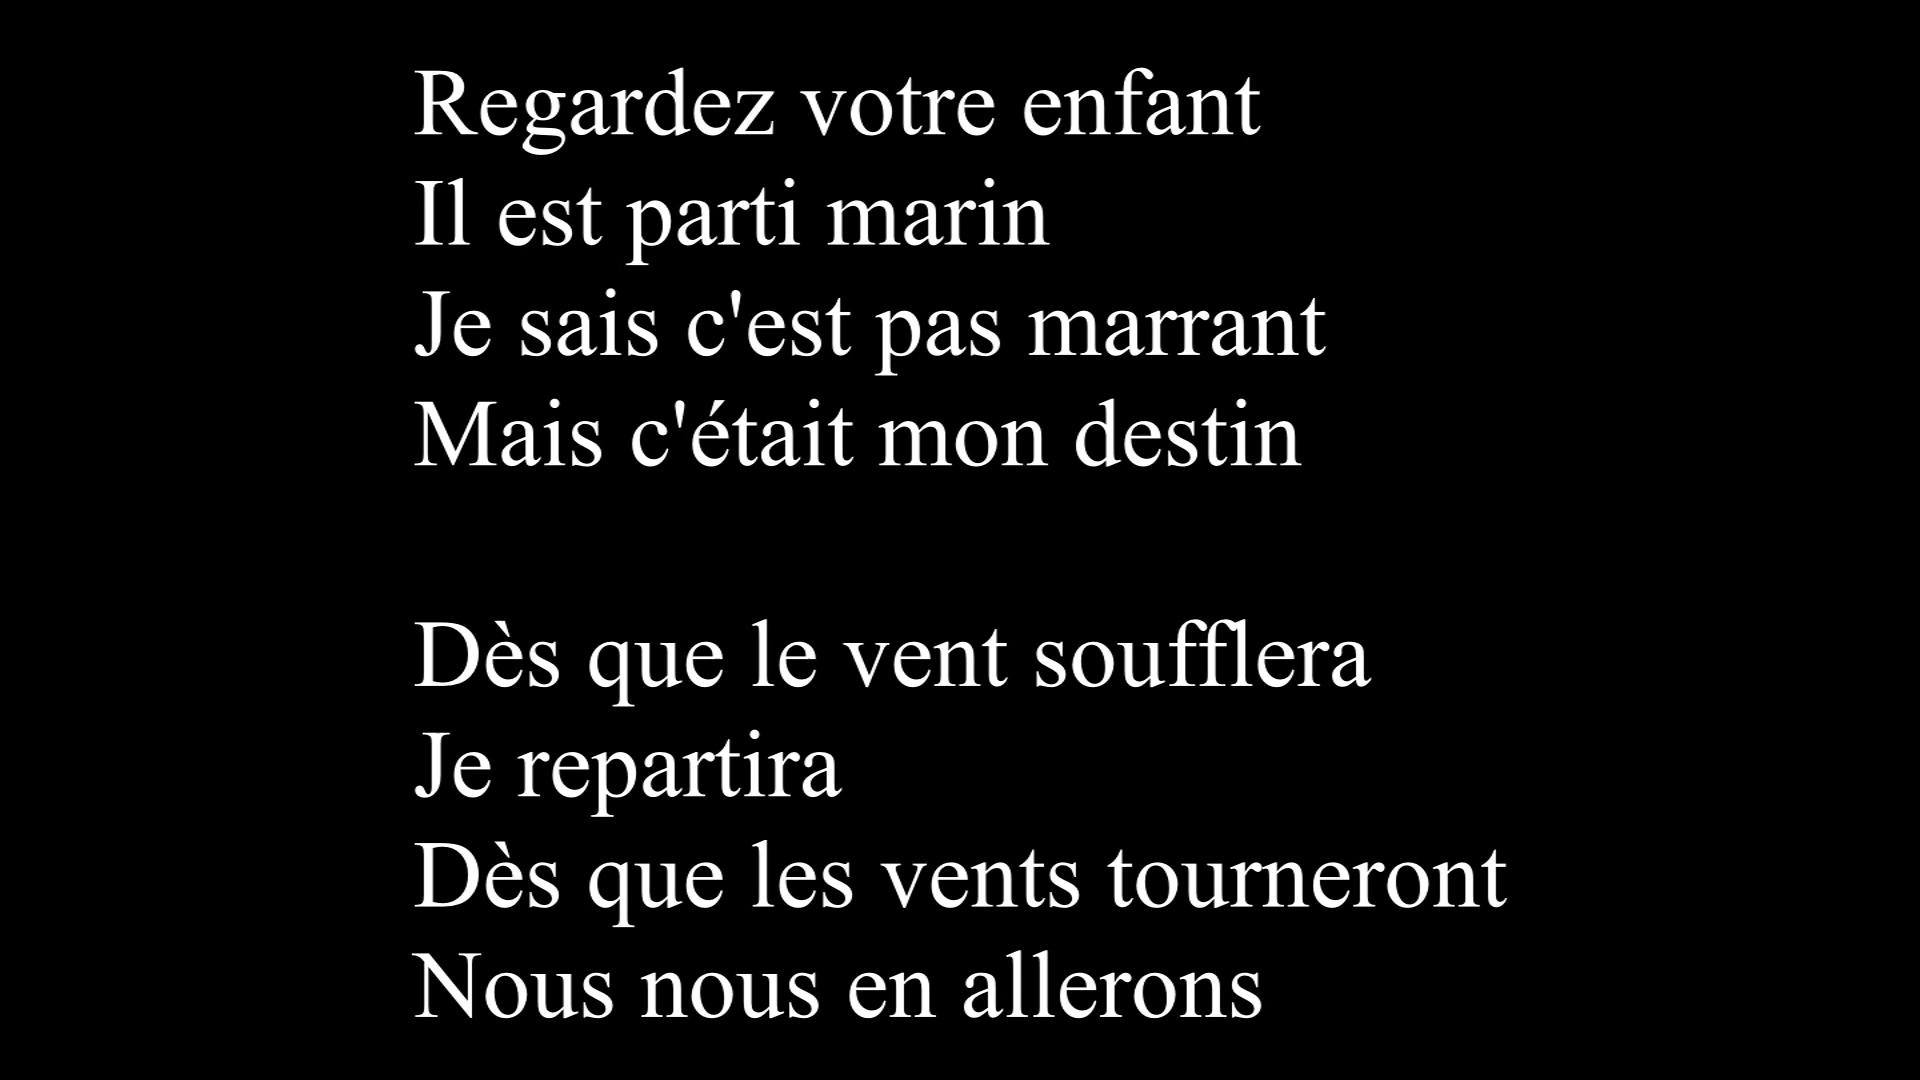 Regardez votre enfant
Il est parti marin
Je sais c'est pas marrant
Mais c'était mon destin
Dès que le vent soufflera
Je repartira
Dès que les vents tourneront
Nous nous en allerons